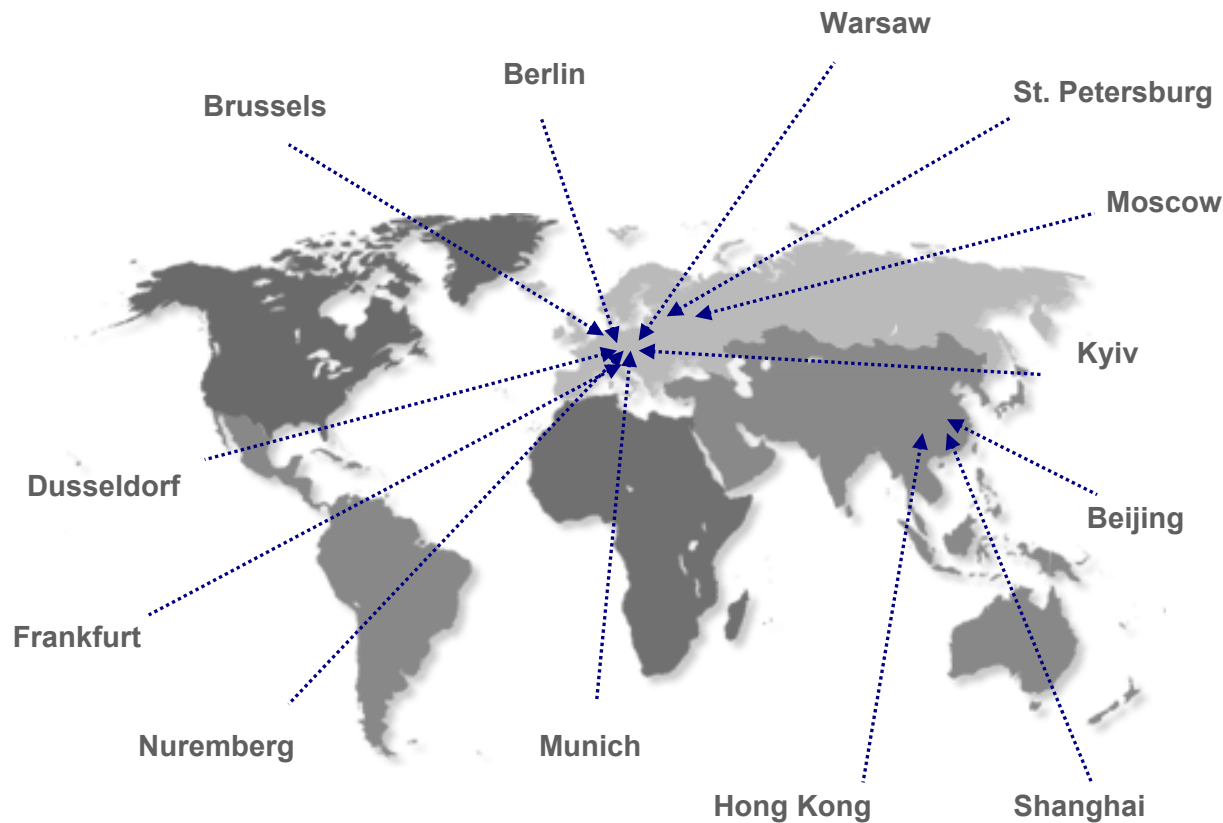 Warsaw
Berlin
St. Petersburg
Brussels
Moscow
Kyiv
Dusseldorf
Beijing
Frankfurt
Nuremberg
Munich
Hong Kong
Shanghai